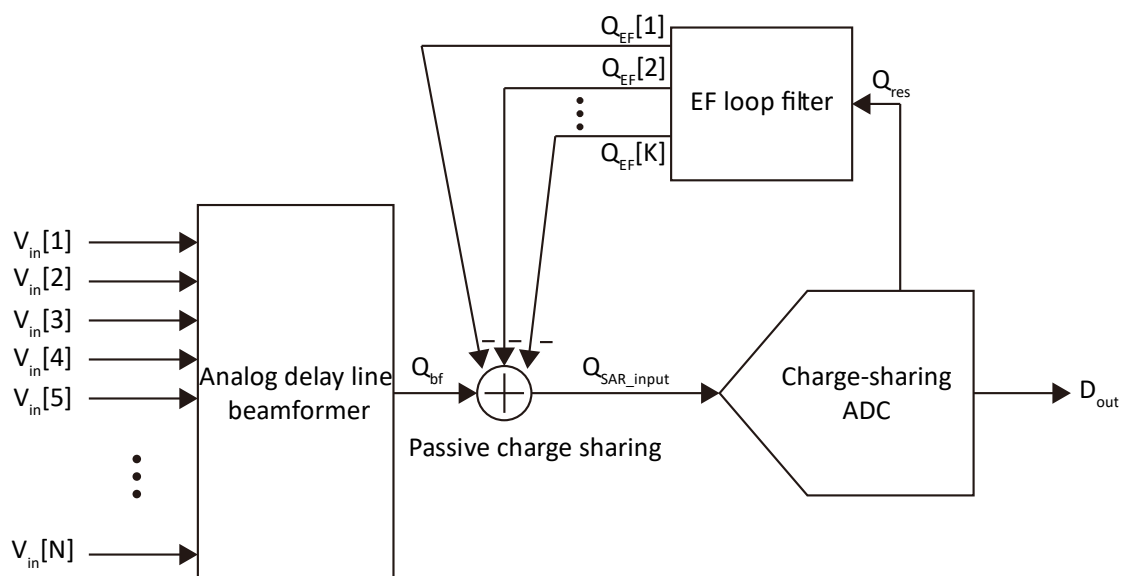 Q_EF[1]
Q_EF[2]
Q_EF[K]
EF loop filter
Q_res
V_in[1]
V_in[2]
V_in[3]
V_in[4]
V_in[5]
V_in[N]
Analog delay line
beamformer
Q_bf
– – –
Q_SAR_input
Passive charge sharing
Charge-sharing
ADC
D_out